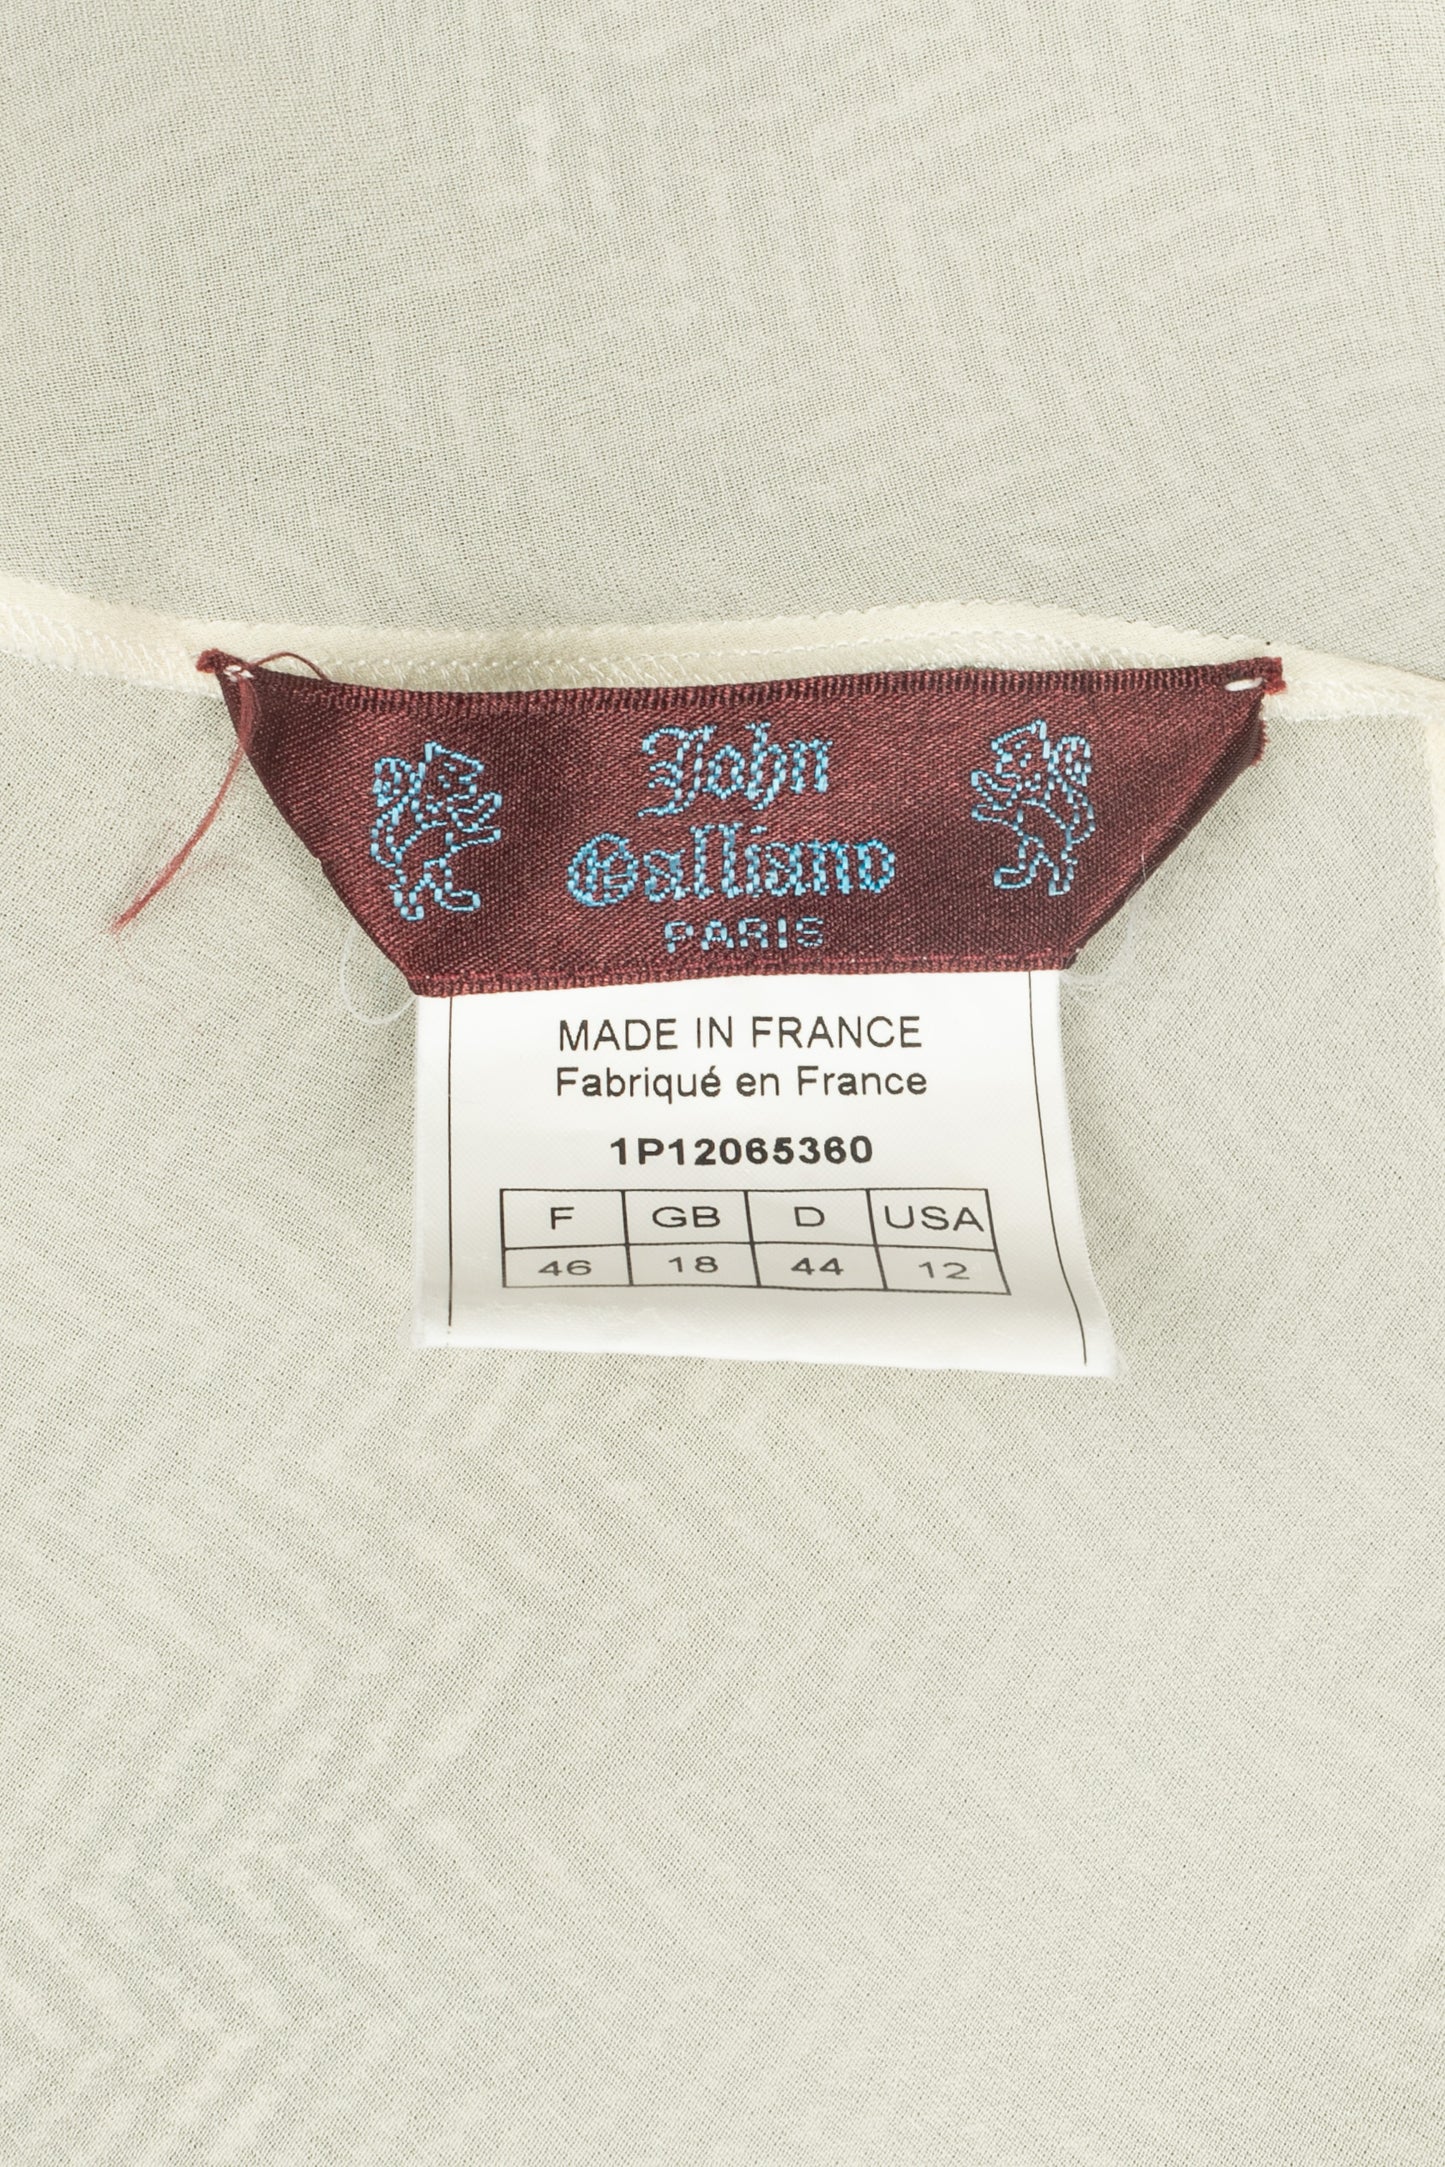 John
Galliano
PARIS
MADE IN FRANCE
Fabriqué en France
1P12065360
F GB D USA
46 18 44 12